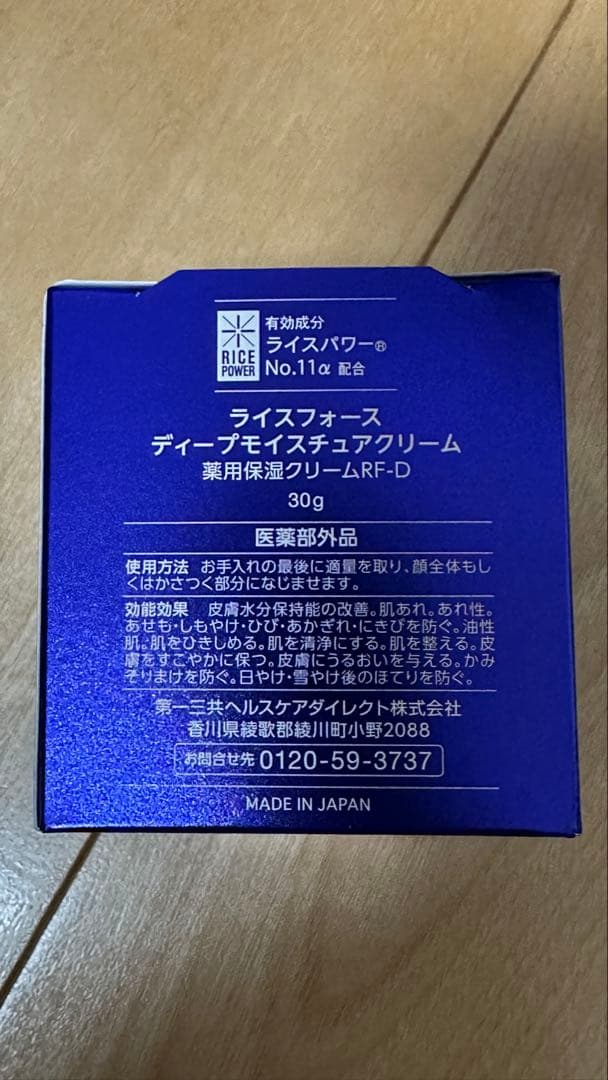 RICE
POWER
有効成分
ライスパワー®
No.11α 配合
ライスフォース
ディープモイスチュアクリーム
薬用保湿クリームRF-D
30g
医薬部外品
使用方法　お手入れの最後に適量を取り、顔全体もし
くはかさつく部分になじませます。
効能効果　皮膚水分保持能の改善。肌あれ。あれ性。
あせも・しもやけ・ひび・あかぎれ・にきびを防ぐ。油性
肌。肌をひきしめる。肌を清浄にする。肌を整える。皮
膚をすこやかに保つ。皮膚にうるおいを与える。かみ
そりまけを防ぐ。日やけ・雪やけ後のほてりを防ぐ。
第一三共ヘルスケアダイレクト株式会社
香川県綾歌郡綾川町小野2088
お問合せ先 0120-59-3737
MADE IN JAPAN